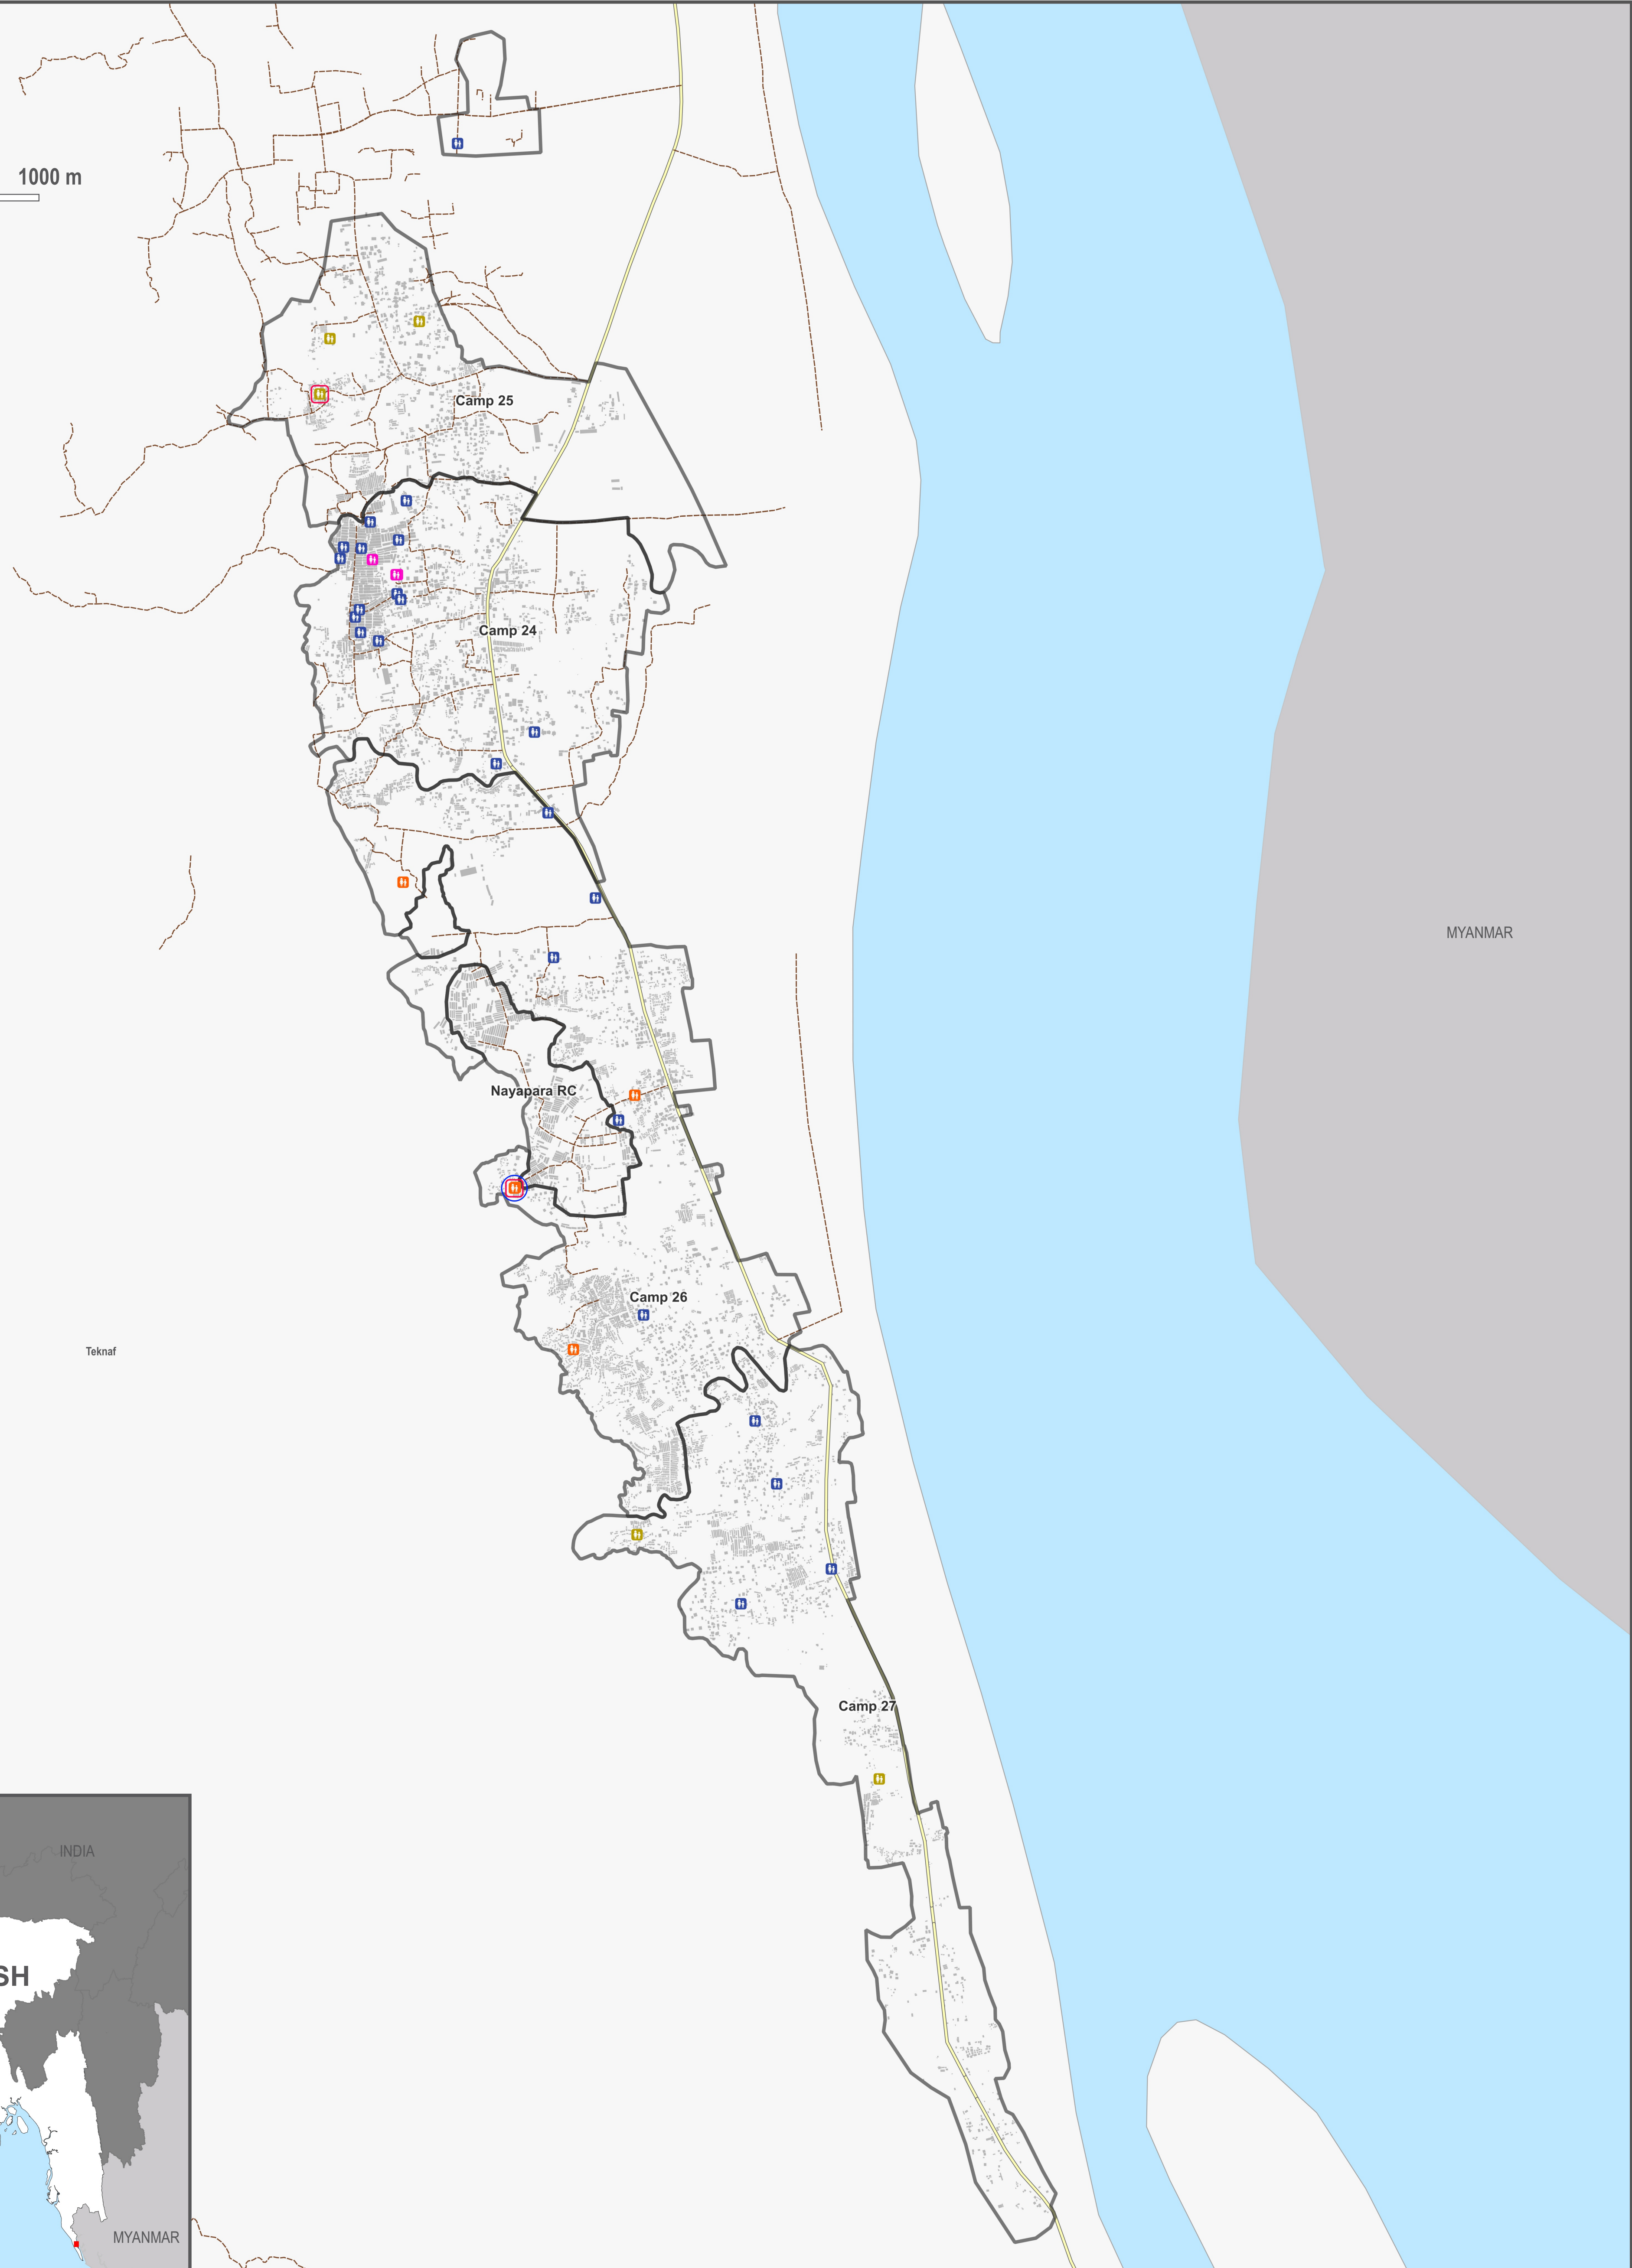 1000 m
Camp 25
Camp 24
MYANMAR
Nayapara RC
Camp 26
Teknaf
Camp 27
INDIA
SH
MYANMAR